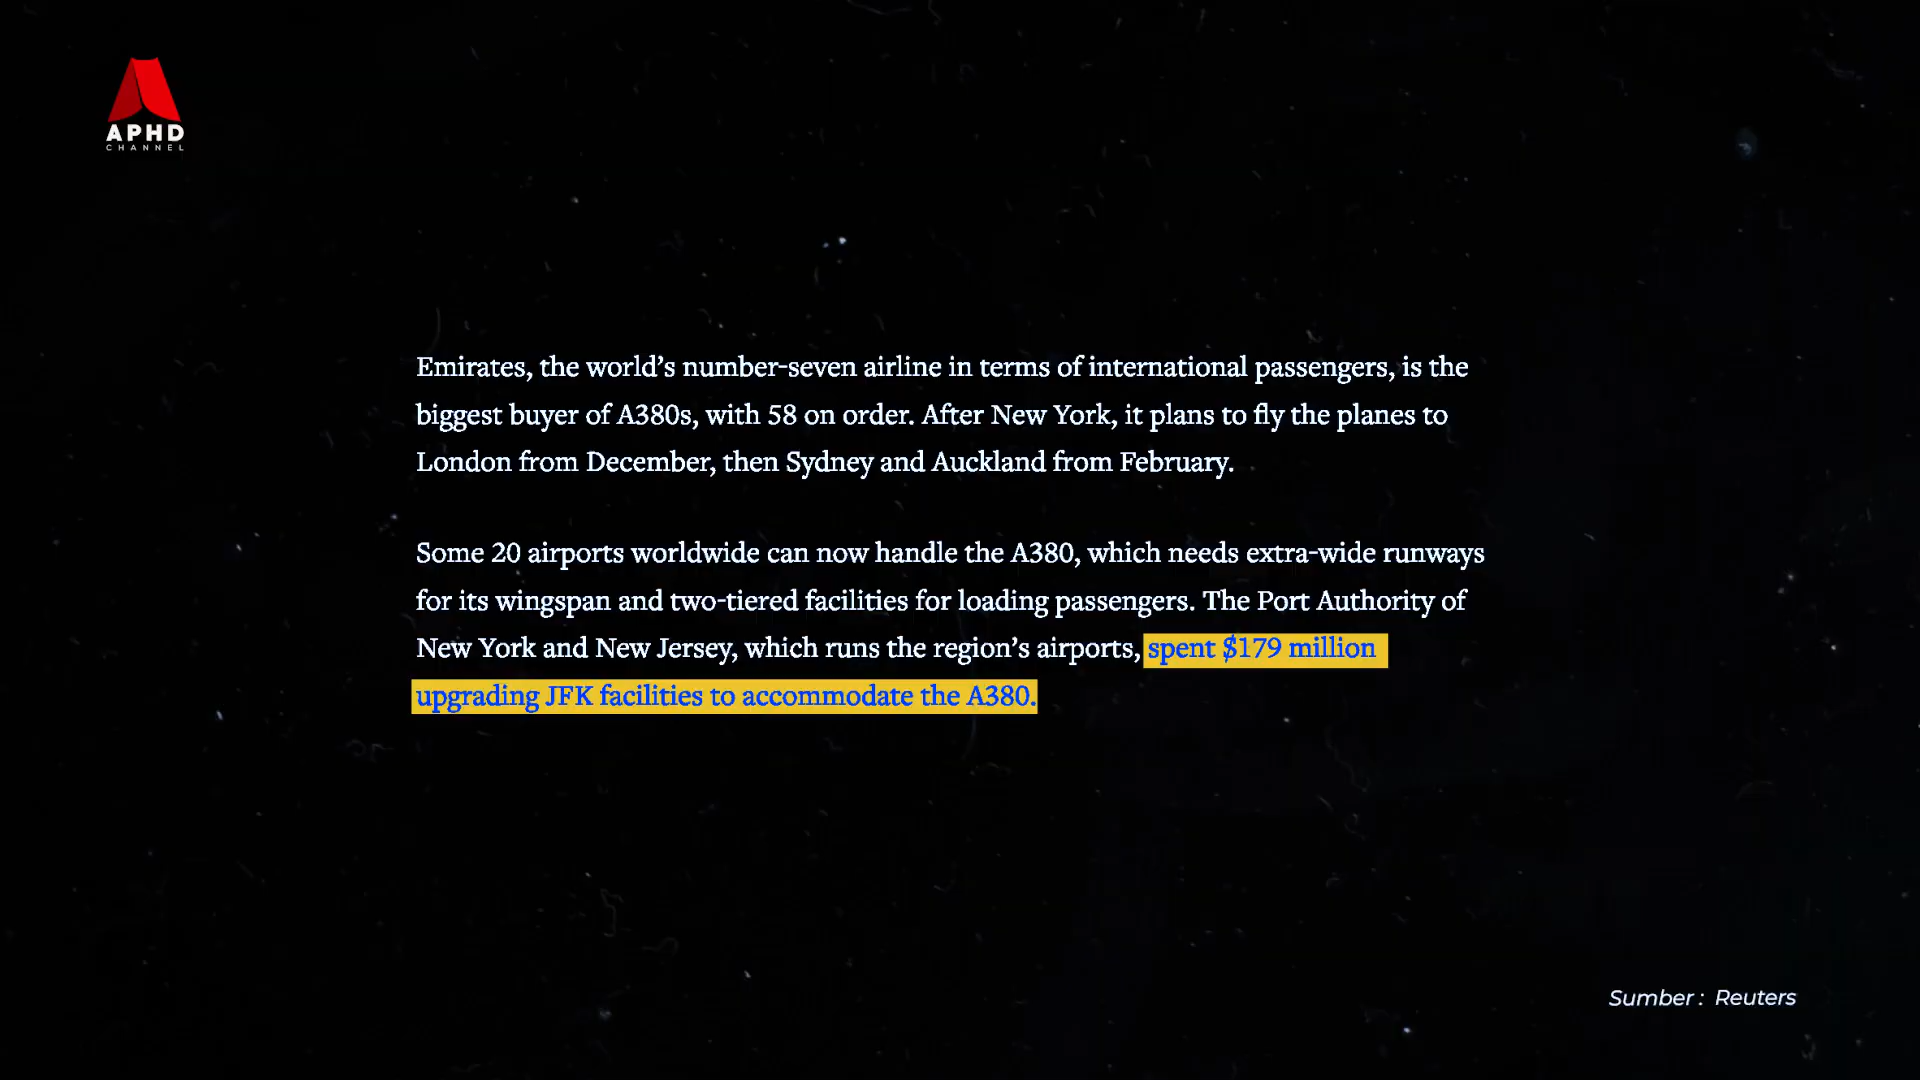 APHD
CHANNEL
Emirates, the world’s number-seven airline in terms of international passengers, is the
biggest buyer of A380s, with 58 on order. After New York, it plans to fly the planes to
London from December, then Sydney and Auckland from February.
Some 20 airports worldwide can now handle the A380, which needs extra-wide runways
for its wingspan and two-tiered facilities for loading passengers. The Port Authority of
New York and New Jersey, which runs the region’s airports, spent $179 million
upgrading JFK facilities to accommodate the A380.
Sumber : Reuters